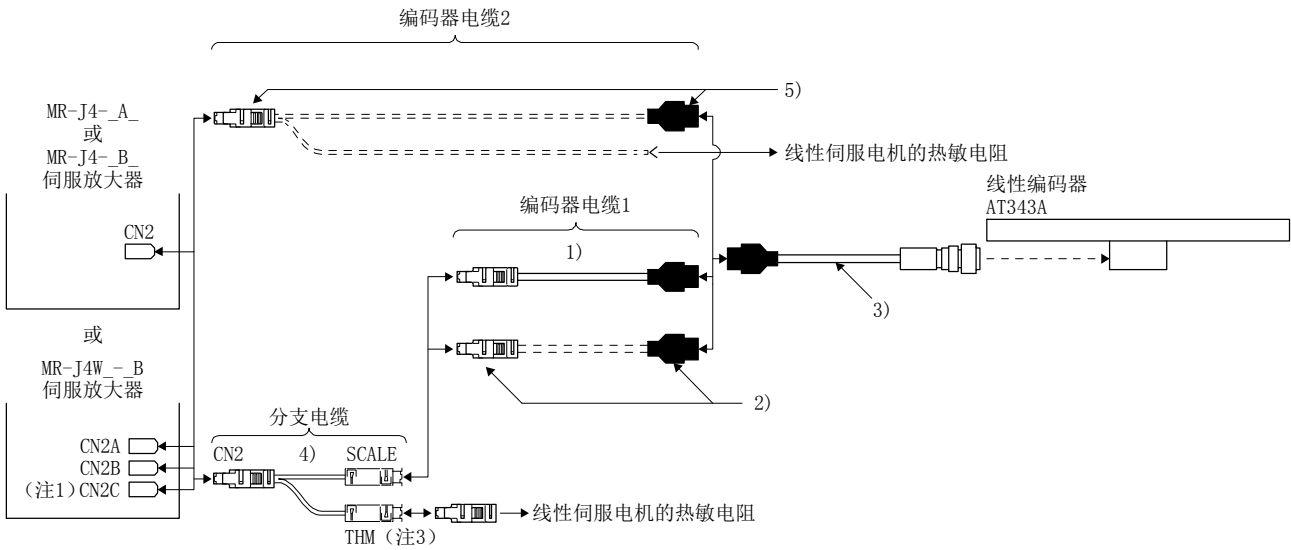 编码器电缆2
5)
MR-J4-_A_
或
MR-J4-_B_
伺服放大器
线性伺服电机的热敏电阻
线性编码器
AT343A
编码器电缆1
CN2
1)
3)
或
MR-J4W_-_B
伺服放大器
2)
分支电缆
CN2A
CN2 4) SCALE
CN2B
(注1)CN2C
线性伺服电机的热敏电阻
THM (注3)